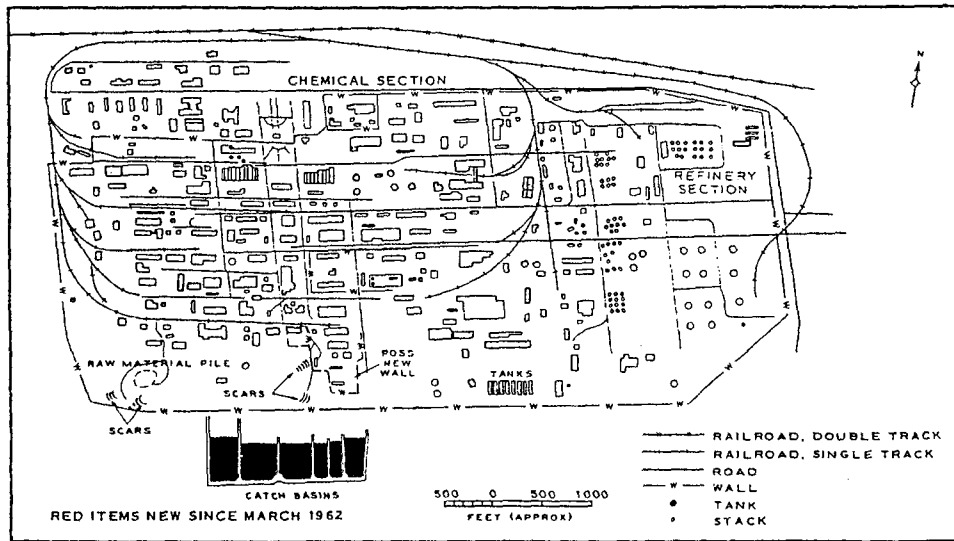 N
CHEMICAL SECTION
REFINERY
SECTION
RAW MATERIAL PILE
SCARS
SCARS
POSS
NEW
WALL
TANKS
CATCH BASINS
RED ITEMS NEW SINCE MARCH 1962
500 0 500 1000
FEET (APPROX)
RAILROAD, DOUBLE TRACK
RAILROAD, SINGLE TRACK
ROAD
W WALL
TANK
STACK